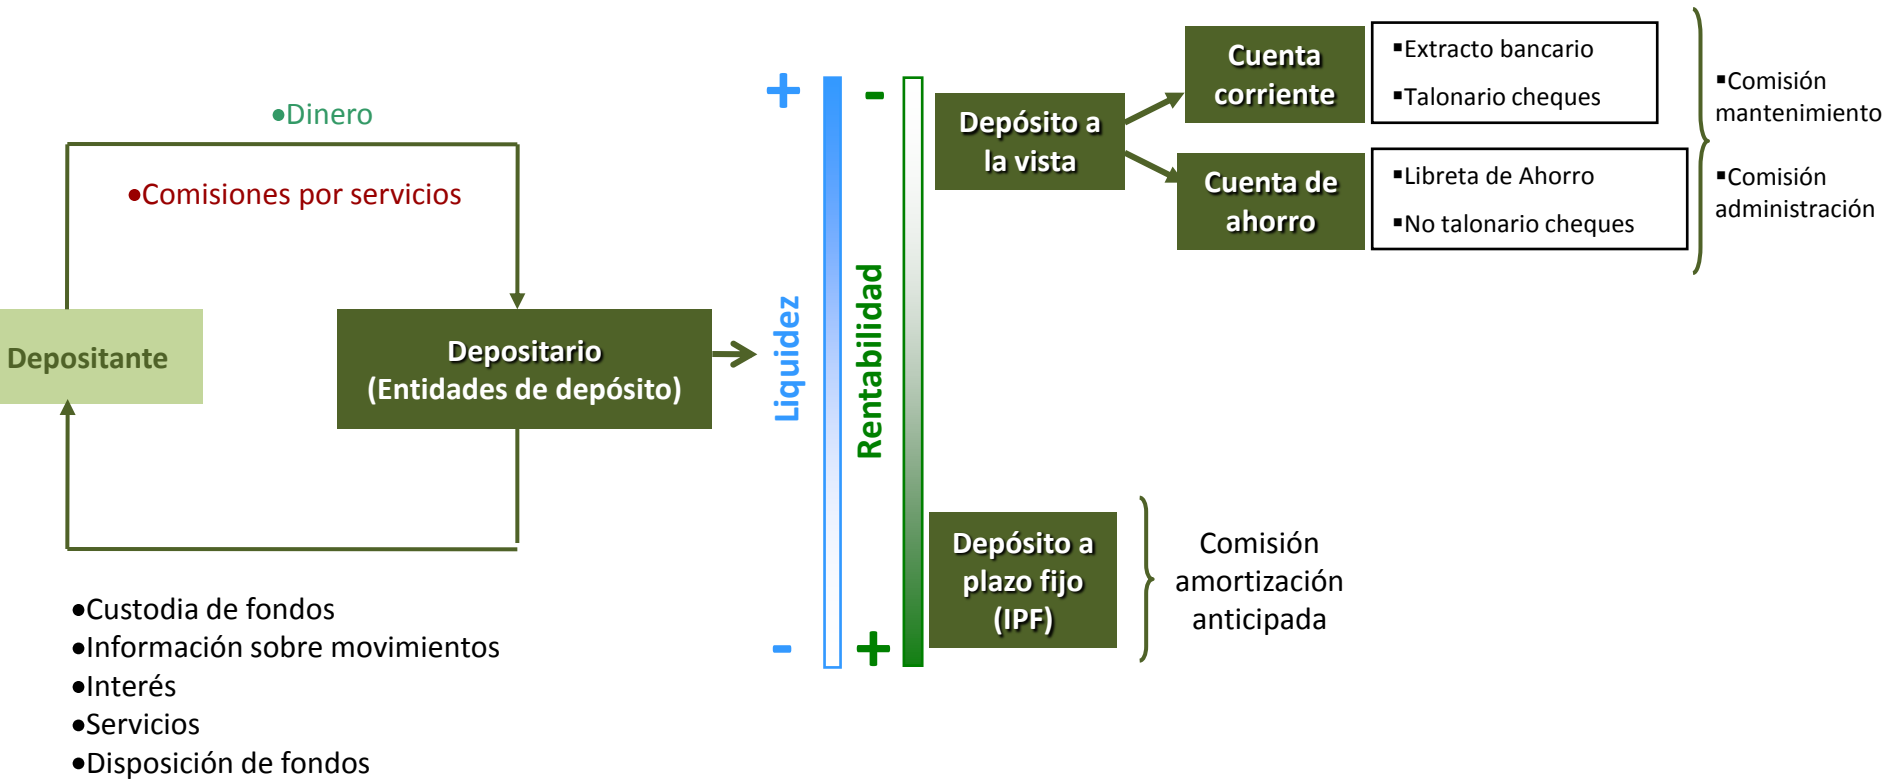 •Dinero
•Comisiones por servicios
Depositante
Depositario
(Entidades de depósito)
•Custodia de fondos
•Información sobre movimientos
•Interés
•Servicios
•Disposición de fondos
+
-
Liquidez
-
+
Rentabilidad
Depósito a
la vista
Cuenta
corriente
▪Extracto bancario
▪Talonario cheques
Cuenta de
ahorro
▪Libreta de Ahorro
▪No talonario cheques
▪Comisión
mantenimiento
▪Comisión
administración
Depósito a
plazo fijo
(IPF)
Comisión
amortización
anticipada